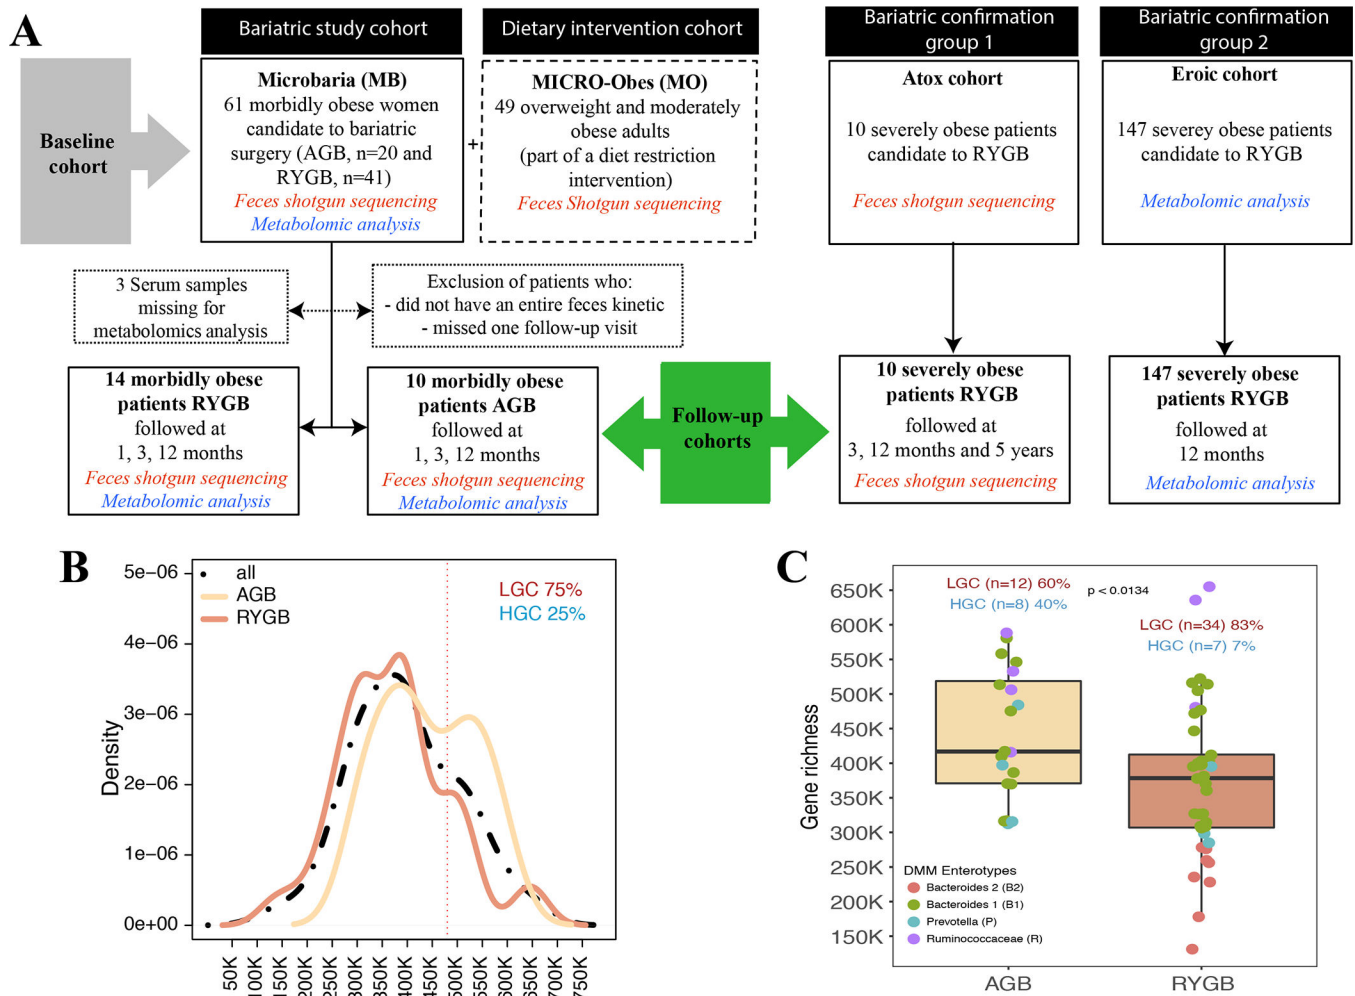 A
Bariatric study cohort
Dietary intervention cohort
Bariatric confirmation
group 1
Bariatric confirmation
group 2
Baseline
cohort
Microbaria (MB)
61 morbidly obese women
candidate to bariatric
surgery (AGB, n=20 and
RYGB, n=41)
Feces shotgun sequencing
Metabolomic analysis
+
MICRO-Obes (MO)
49 overweight and moderately
obese adults
(part of a diet restriction
intervention)
Feces Shotgun sequencing
Atox cohort
10 severely obese patients
candidate to RYGB
Feces shotgun sequencing
Eroic cohort
147 severey obese patients
candidate to RYGB
Metabolomic analysis
3 Serum samples
missing for
metabolomics analysis
Exclusion of patients who:
- did not have an entire feces kinetic
- missed one follow-up visit
14 morbidly obese
patients RYGB
followed at
1, 3, 12 months
Feces shotgun sequencing
Metabolomic analysis
10 morbidly obese
patients AGB
followed at
1, 3, 12 months
Feces shotgun sequencing
Metabolomic analysis
Follow-up
cohorts
10 severely obese
patients RYGB
followed at
3, 12 months and 5 years
Feces shotgun sequencing
147 severely obese
patients RYGB
followed at
12 months
Metabolomic analysis
B
all
AGB
RYGB
LGC 75%
HGC 25%
Density
5e−06
4e−06
3e−06
2e−06
1e−06
0e+00
50K
100K
150K
200K
250K
300K
350K
400K
450K
500K
550K
600K
650K
700K
750K
C
LGC (n=12) 60%
HGC (n=8) 40%
p < 0.0134
LGC (n=34) 83%
HGC (n=7) 7%
Gene richness
650K
600K
550K
500K
450K
400K
350K
300K
250K
200K
150K
DMM Enterotypes
Bacteroides 2 (B2)
Bacteroides 1 (B1)
Prevotella (P)
Ruminococcaceae (R)
AGB
RYGB